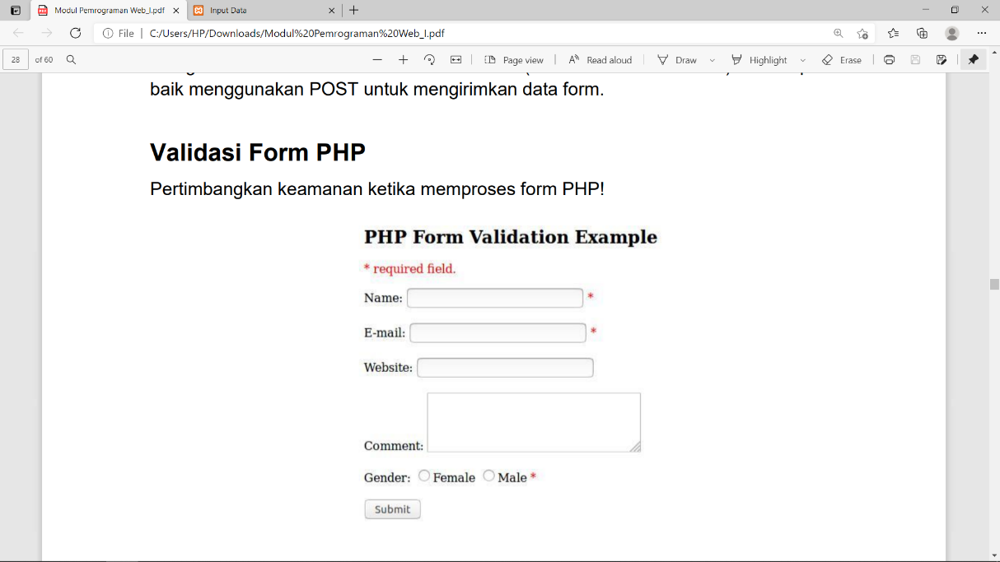 Modul Pemrograman Web_I.pdf
Input Data
File
C:/Users/HP/Downloads/Modul%20Pemrograman%20Web_I.pdf
28 of 60
Page view
Read aloud
Draw
Highlight
Erase
baik menggunakan POST untuk mengirimkan data form.
Validasi Form PHP
Pertimbangkan keamanan ketika memproses form PHP!
PHP Form Validation Example
* required field.
Name: *
E-mail: *
Website:
Comment:
Gender: Female Male *
Submit